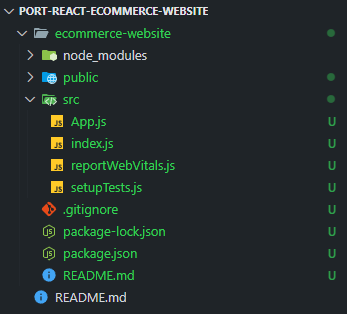 PORT-REACT-ECOMMERCE-WEBSITE
ecommerce-website
node_modules
public
src
JS App.js U
JS index.js U
JS reportWebVitals.js U
JS setupTests.js U
.gitignore U
package-lock.json U
package.json U
README.md U
README.md